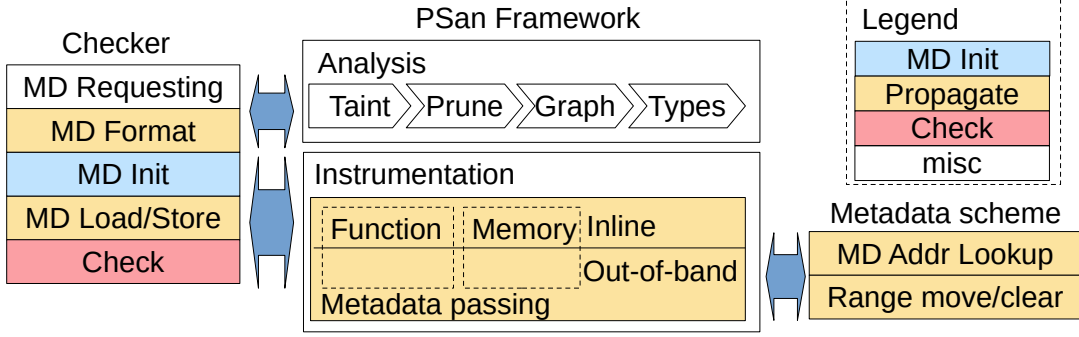 PSan Framework
Checker
MD Requesting
MD Format
MD Init
MD Load/Store
Check
Analysis
Taint
Prune
Graph
Types
Instrumentation
Function
Memory
Inline
Out-of-band
Metadata passing
Legend
MD Init
Propagate
Check
misc
Metadata scheme
MD Addr Lookup
Range move/clear